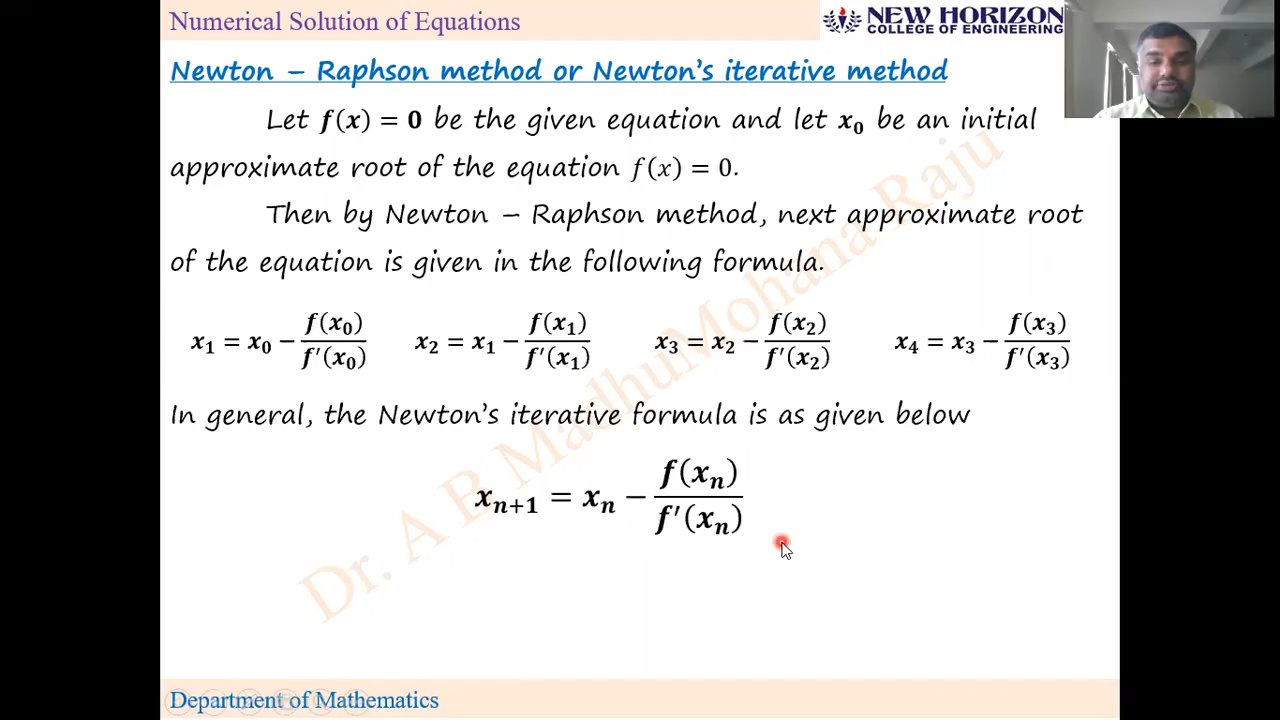 Numerical Solution of Equations
NEW HORIZON
COLLEGE OF ENGINEERING
Newton – Raphson method or Newton's iterative method
Let f(x) = 0 be the given equation and let x₀ be an initial
approximate root of the equation f(x) = 0.
Then by Newton – Raphson method, next approximate root
of the equation is given in the following formula.
x₁ = x₀ − f(x₀)/f′(x₀) x₂ = x₁ − f(x₁)/f′(x₁) x₃ = x₂ − f(x₂)/f′(x₂) x₄ = x₃ − f(x₃)/f′(x₃)
In general, the Newton's iterative formula is as given below
xₙ₊₁ = xₙ − f(xₙ)/f′(xₙ)
Dr. A B MadhuMohana Raju
Department of Mathematics